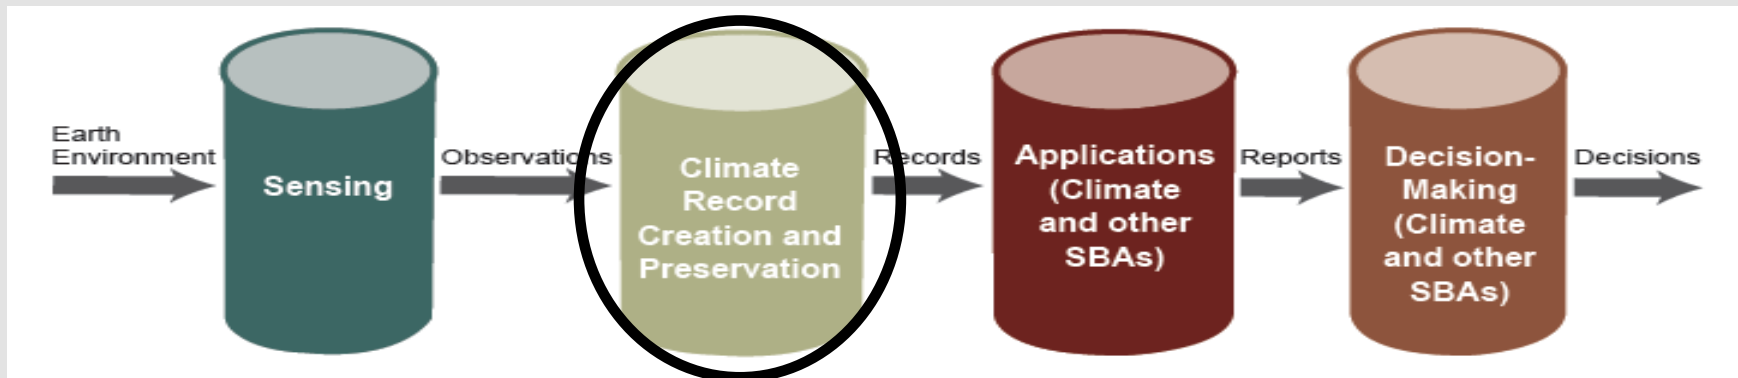 Earth
Environment
Sensing
Observations
Climate
Record
Creation and
Preservation
Records
Applications
(Climate
and other
SBAs)
Reports
Decision-
Making
(Climate
and other
SBAs)
Decisions